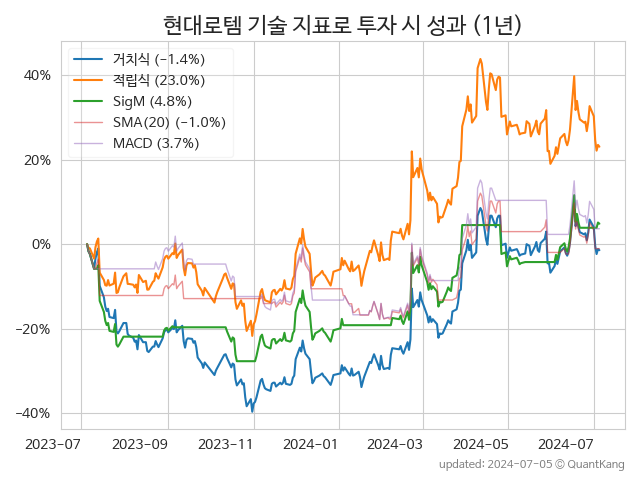 현대로템 기술 지표로 투자 시 성과 (1년)
거치식 (−1.4%)
적립식 (23.0%)
SigM (4.8%)
SMA(20) (−1.0%)
MACD (3.7%)
40%
20%
0%
−20%
−40%
2023-07 2023-09 2023-11 2024-01 2024-03 2024-05 2024-07
updated: 2024-07-05 © QuantKang